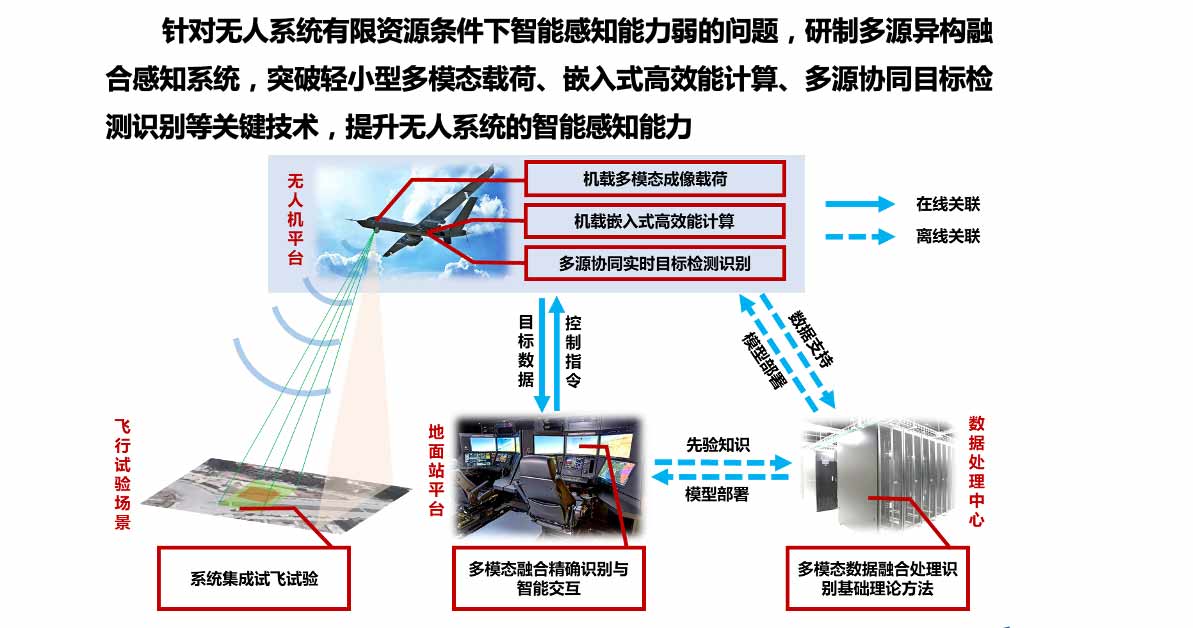 针对无人系统有限资源条件下智能感知能力弱的问题，研制多源异构融
合感知系统，突破轻小型多模态载荷、嵌入式高效能计算、多源协同目标检
测识别等关键技术，提升无人系统的智能感知能力
无人机平台
机载多模态成像载荷
机载嵌入式高效能计算
多源协同实时目标检测识别
在线关联
离线关联
目标数据
控制指令
数据支持
模型部署
飞行试验场景
地面站平台
先验知识
模型部署
数据处理中心
系统集成试飞试验
多模态融合精确识别与
智能交互
多模态数据融合处理识
别基础理论方法